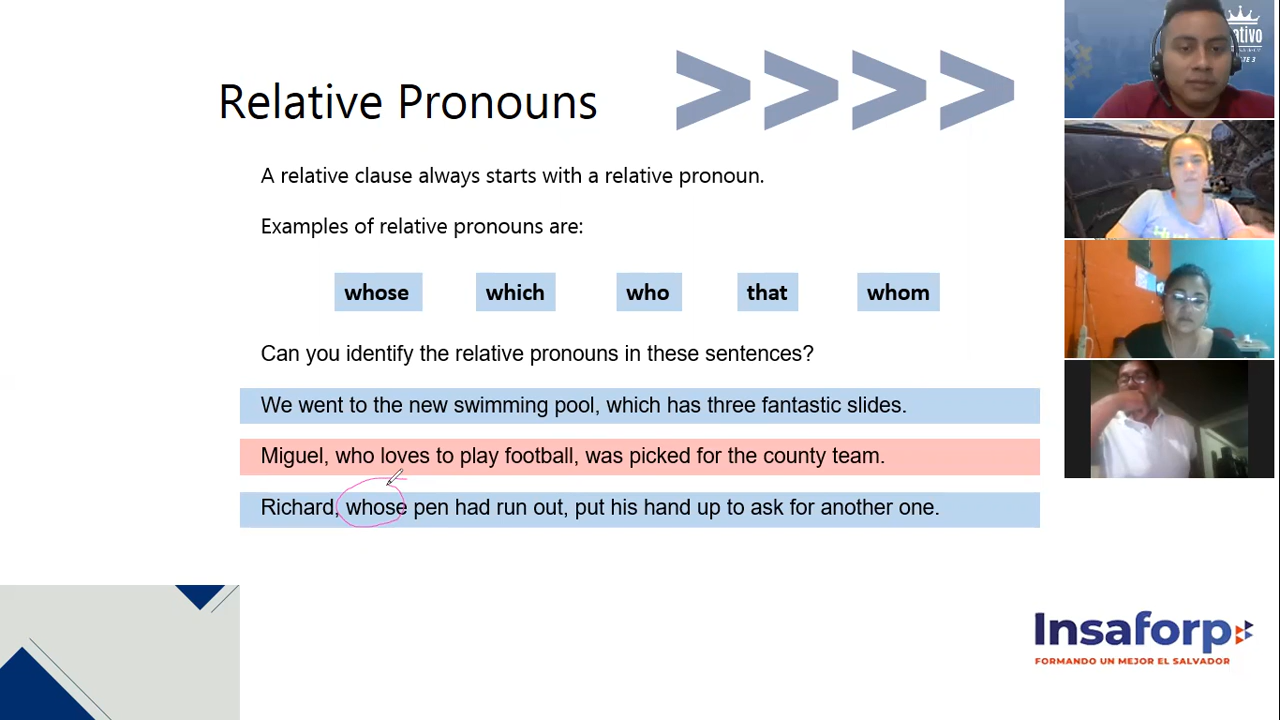 Relative Pronouns
A relative clause always starts with a relative pronoun.
Examples of relative pronouns are:
whose which who that whom
Can you identify the relative pronouns in these sentences?
We went to the new swimming pool, which has three fantastic slides.
Miguel, who loves to play football, was picked for the county team.
Richard, whose pen had run out, put his hand up to ask for another one.
Insaforp
FORMANDO UN MEJOR EL SALVADOR